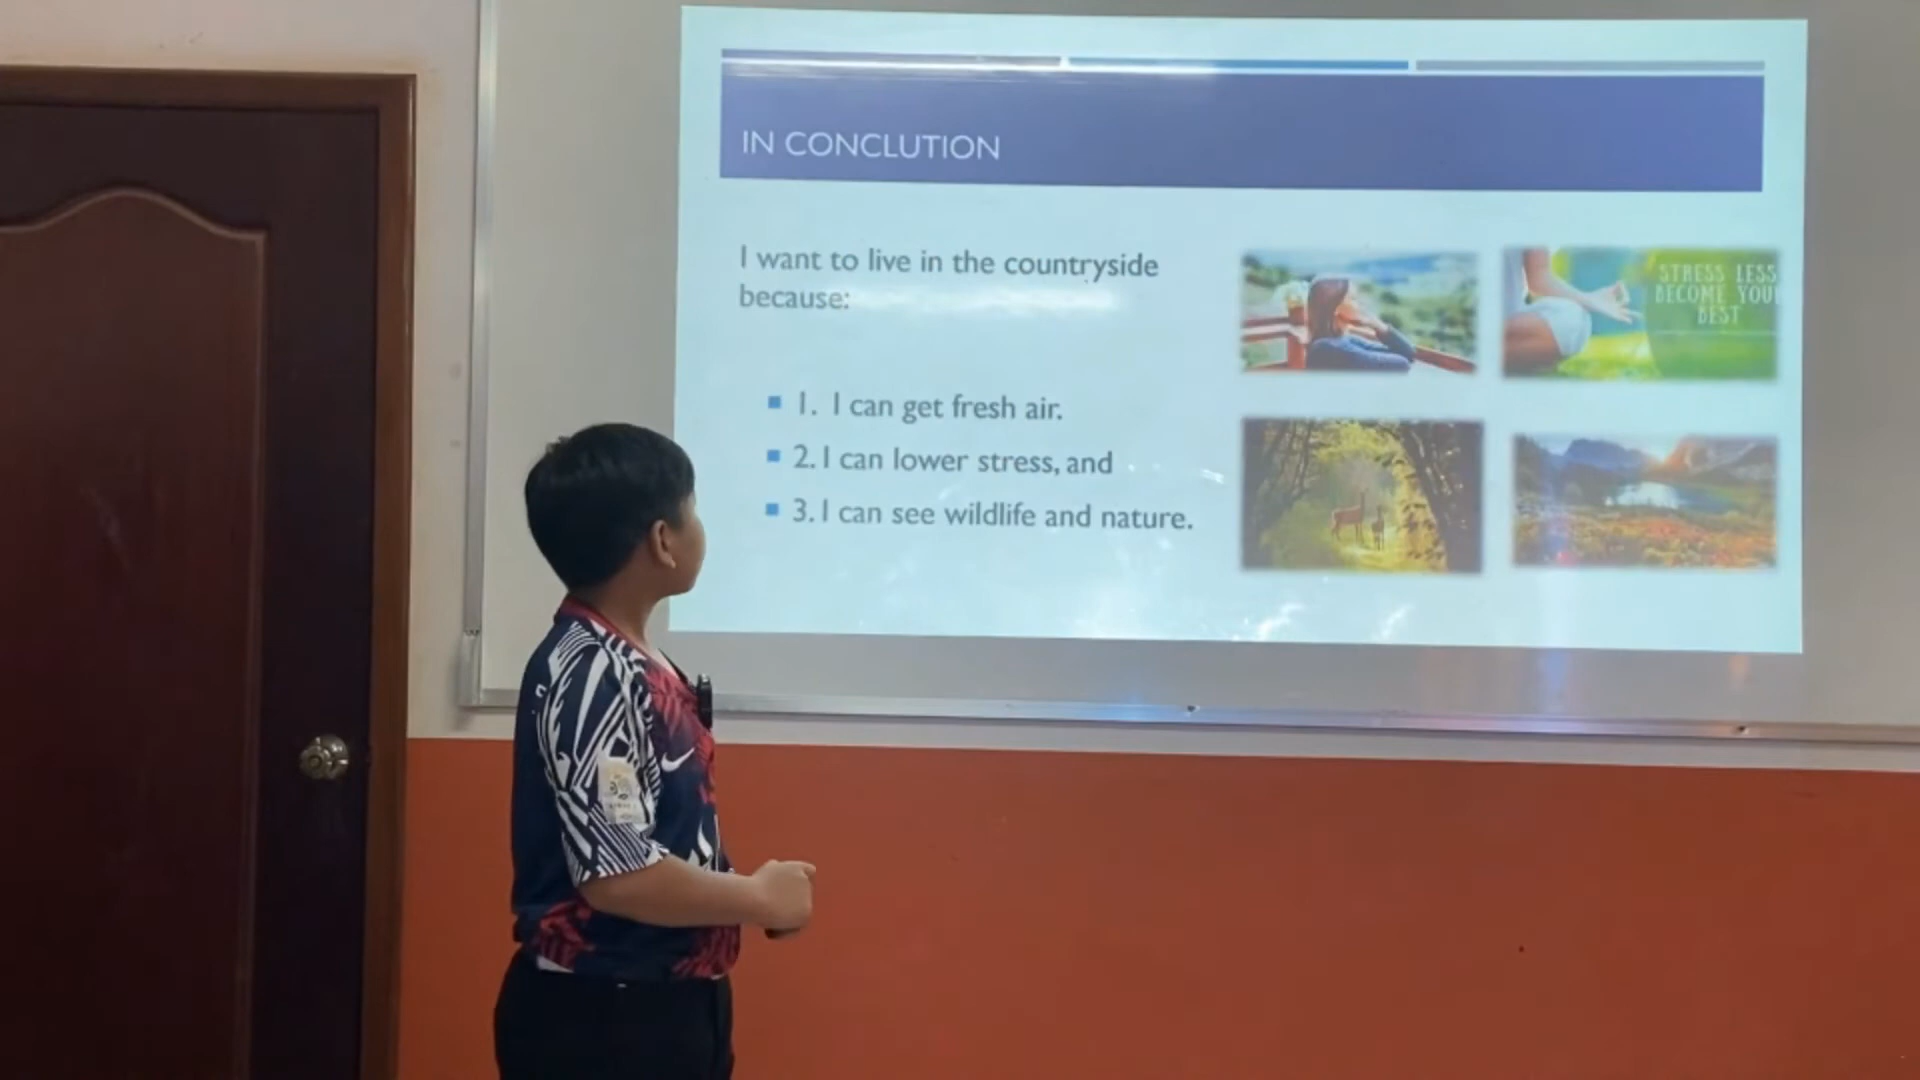 IN CONCLUTION
I want to live in the countryside
because:
1. I can get fresh air.
2. I can lower stress, and
3. I can see wildlife and nature.
STRESS LESS
BECOME YOUR
BEST